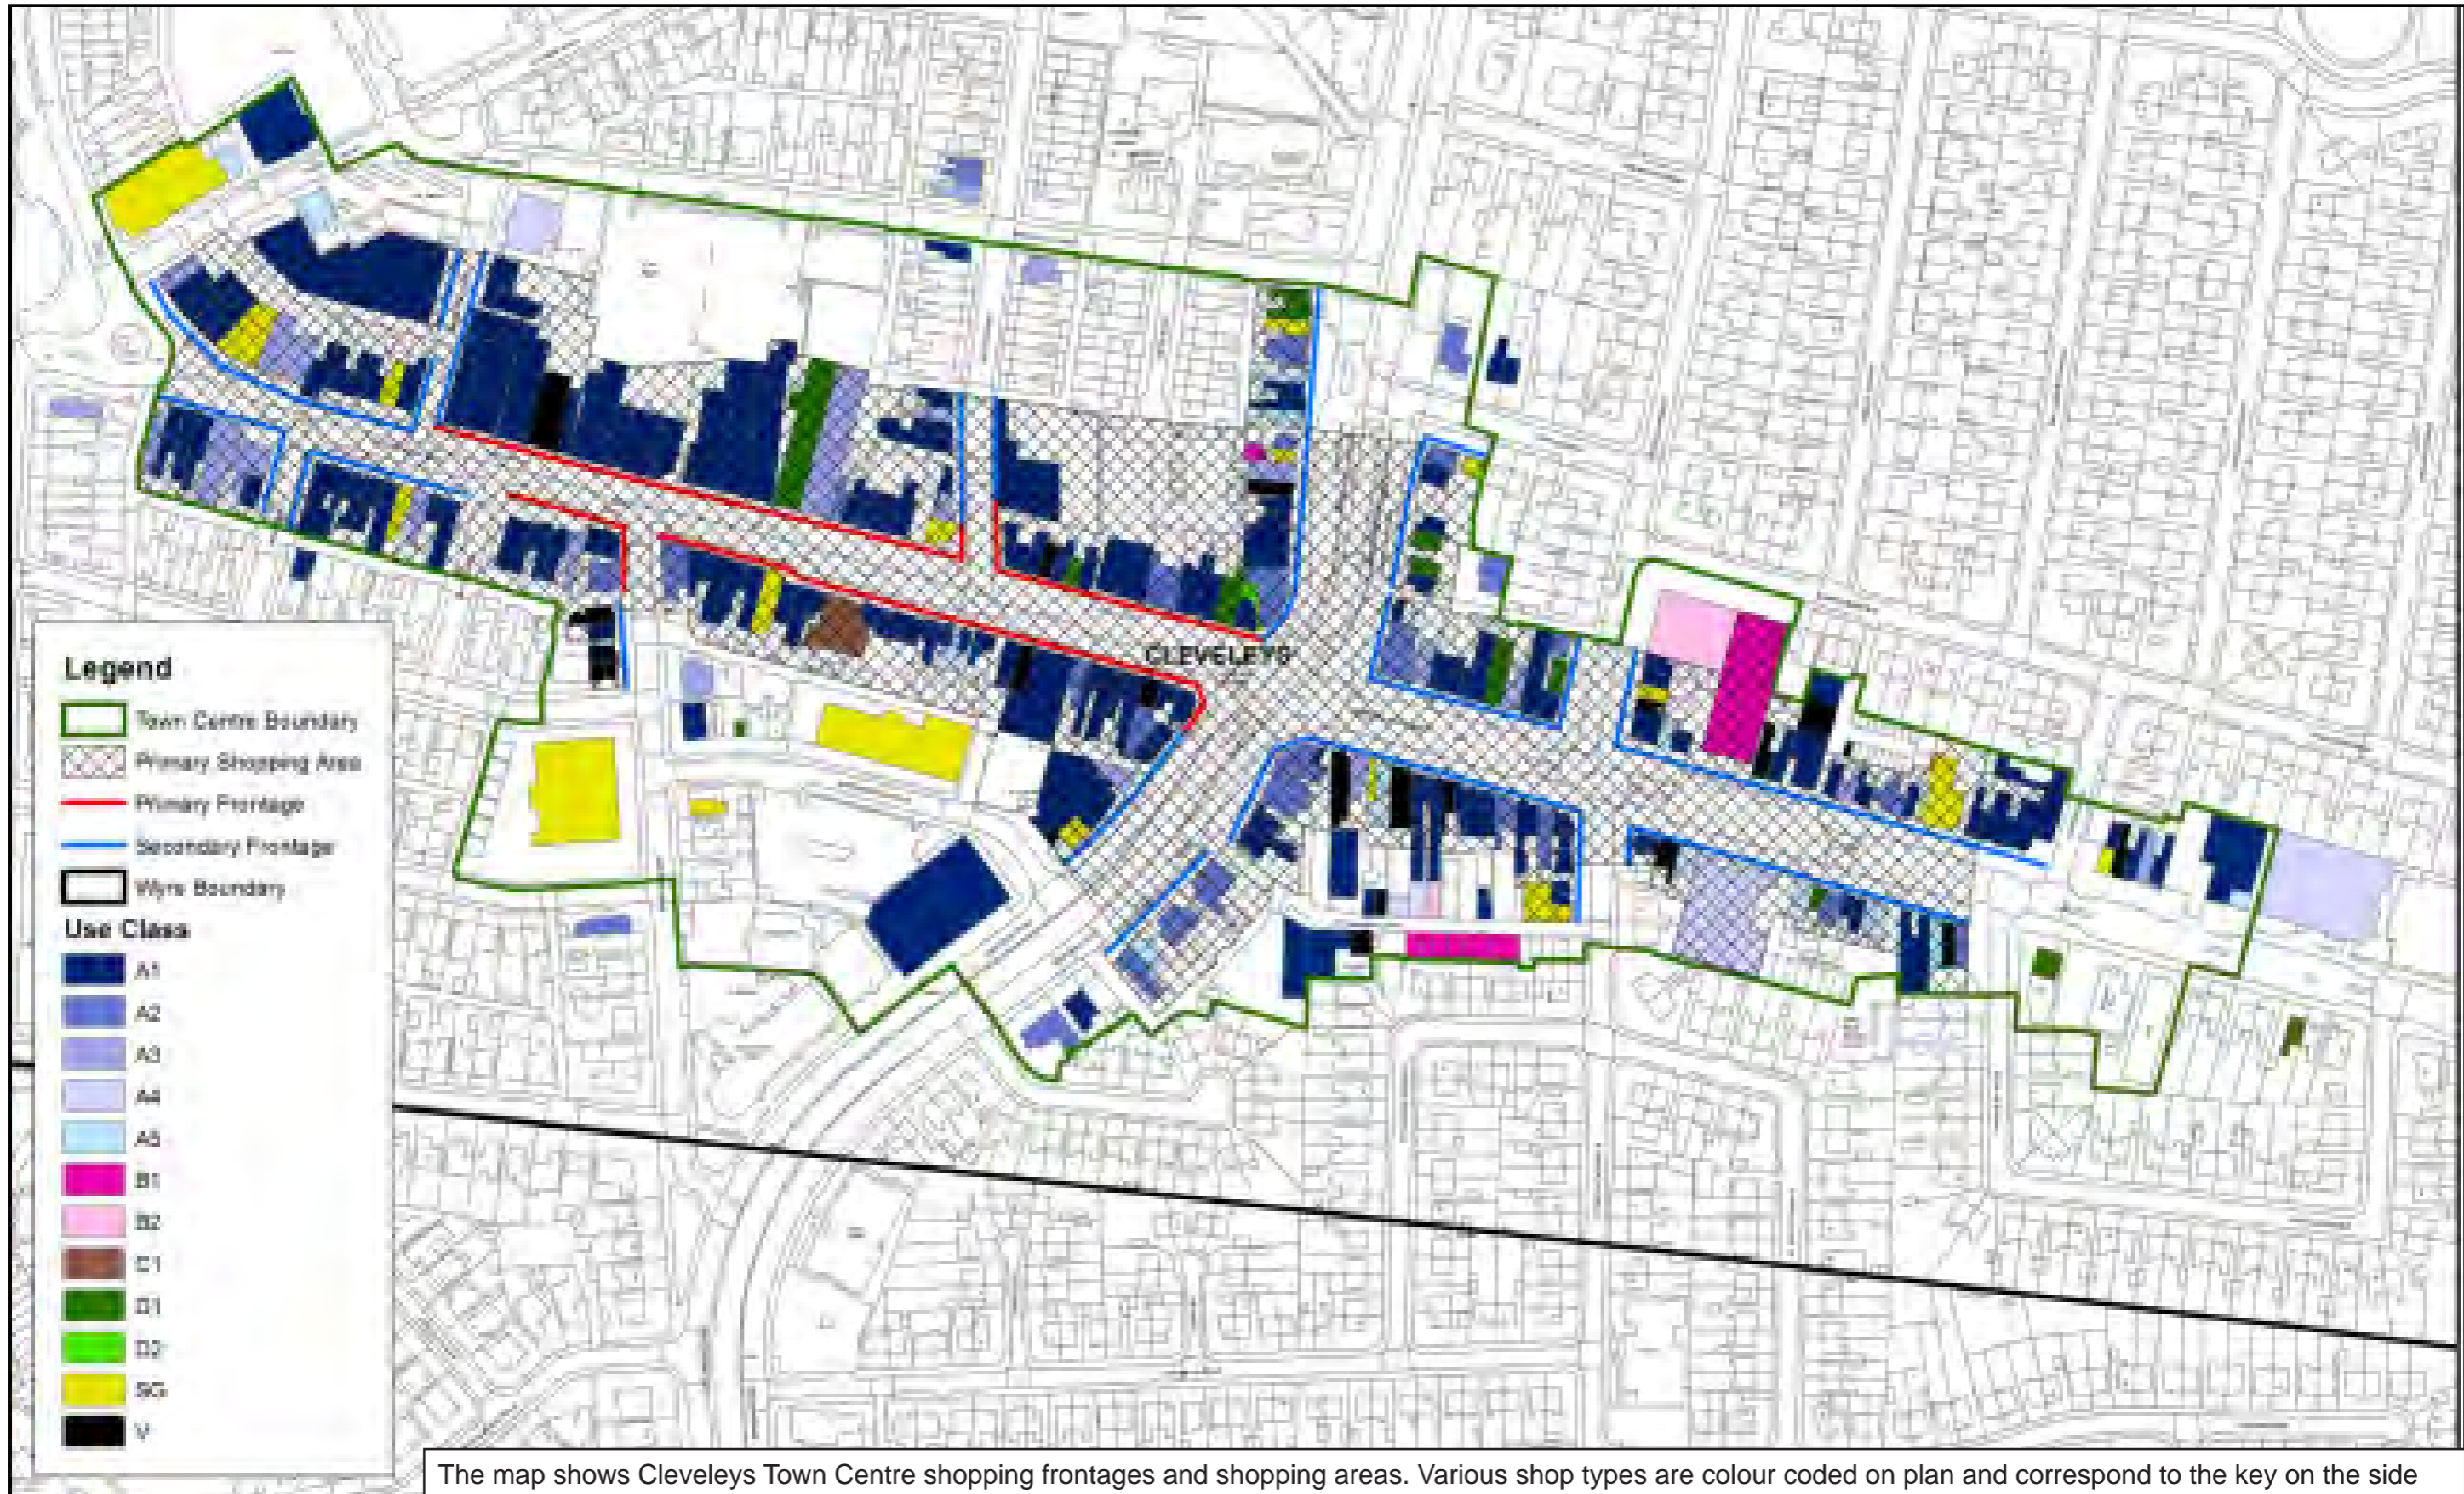 CLEVELEYS
Legend
Town Centre Boundary
Primary Shopping Area
Primary Frontage
Secondary Frontage
Wyre Boundary
Use Class
A1
A2
A3
A4
A5
B1
B2
C1
D1
D2
SG
V
The map shows Cleveleys Town Centre shopping frontages and shopping areas. Various shop types are colour coded on plan and correspond to the key on the side